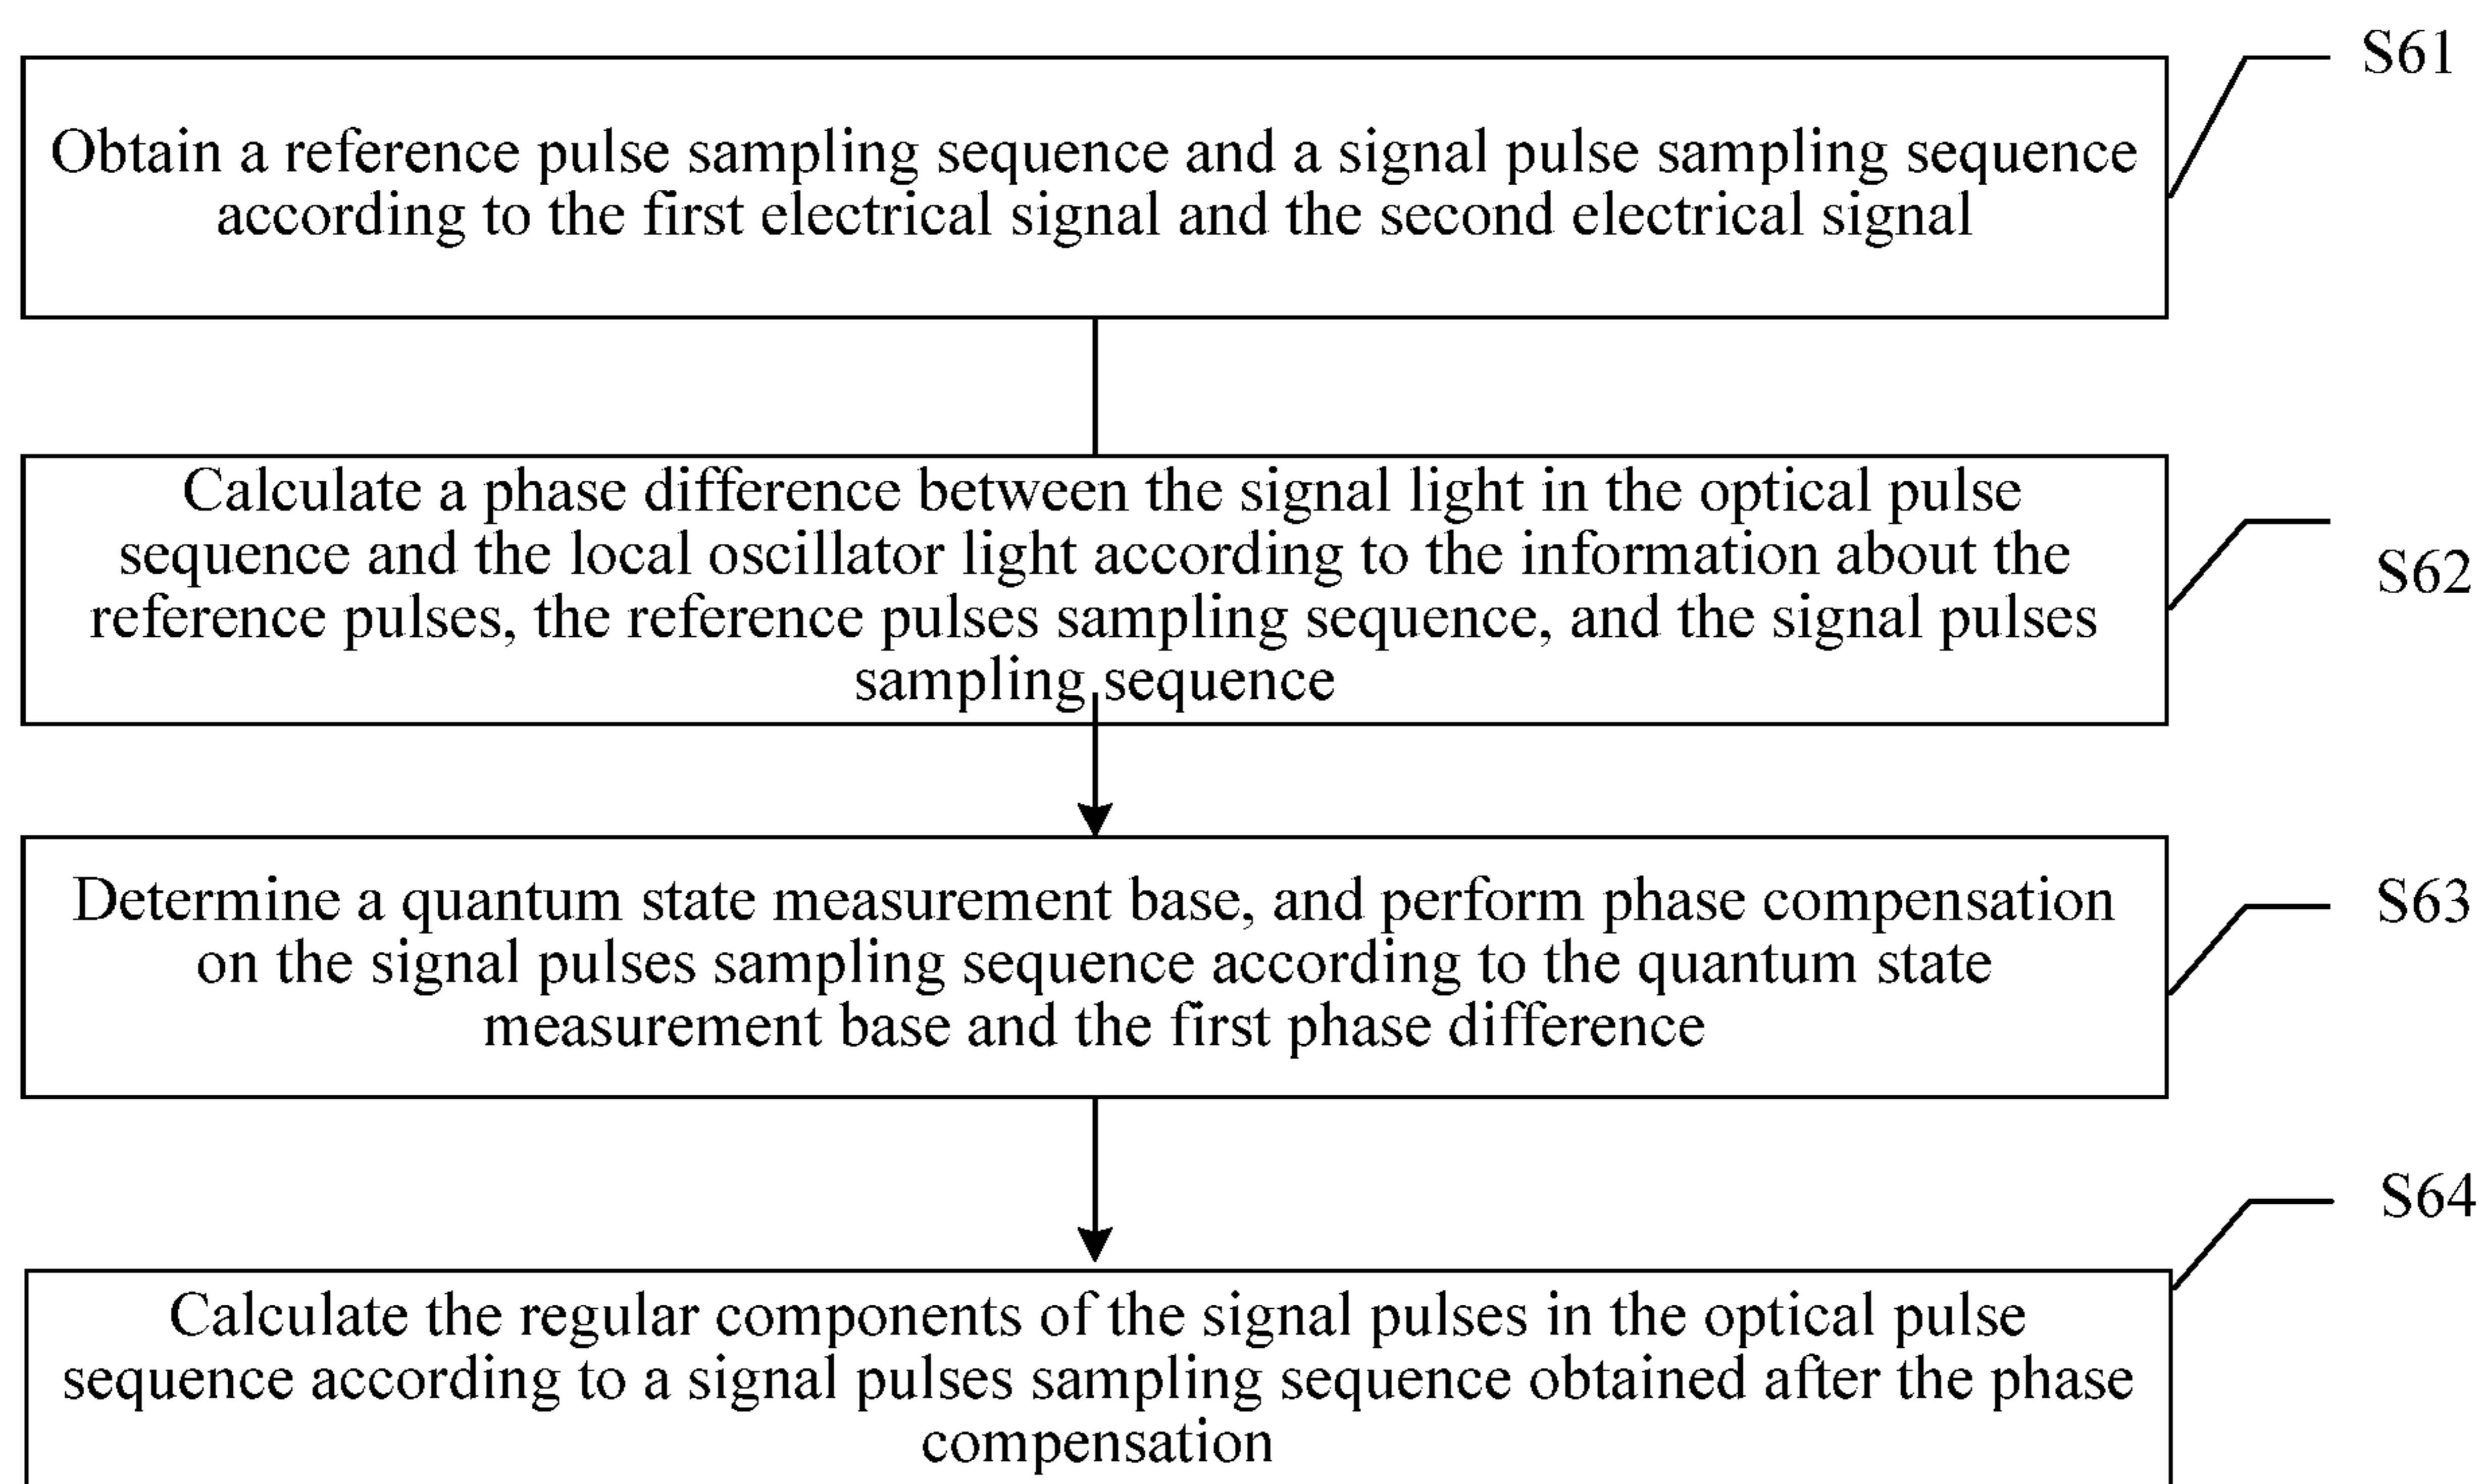 S61
Obtain a reference pulse sampling sequence and a signal pulse sampling sequence
according to the first electrical signal and the second electrical signal
Calculate a phase difference between the signal light in the optical pulse
sequence and the local oscillator light according to the information about the
reference pulses, the reference pulses sampling sequence, and the signal pulses
sampling sequence
S62
Determine a quantum state measurement base, and perform phase compensation
on the signal pulses sampling sequence according to the quantum state
measurement base and the first phase difference
S63
S64
Calculate the regular components of the signal pulses in the optical pulse
sequence according to a signal pulses sampling sequence obtained after the phase
compensation